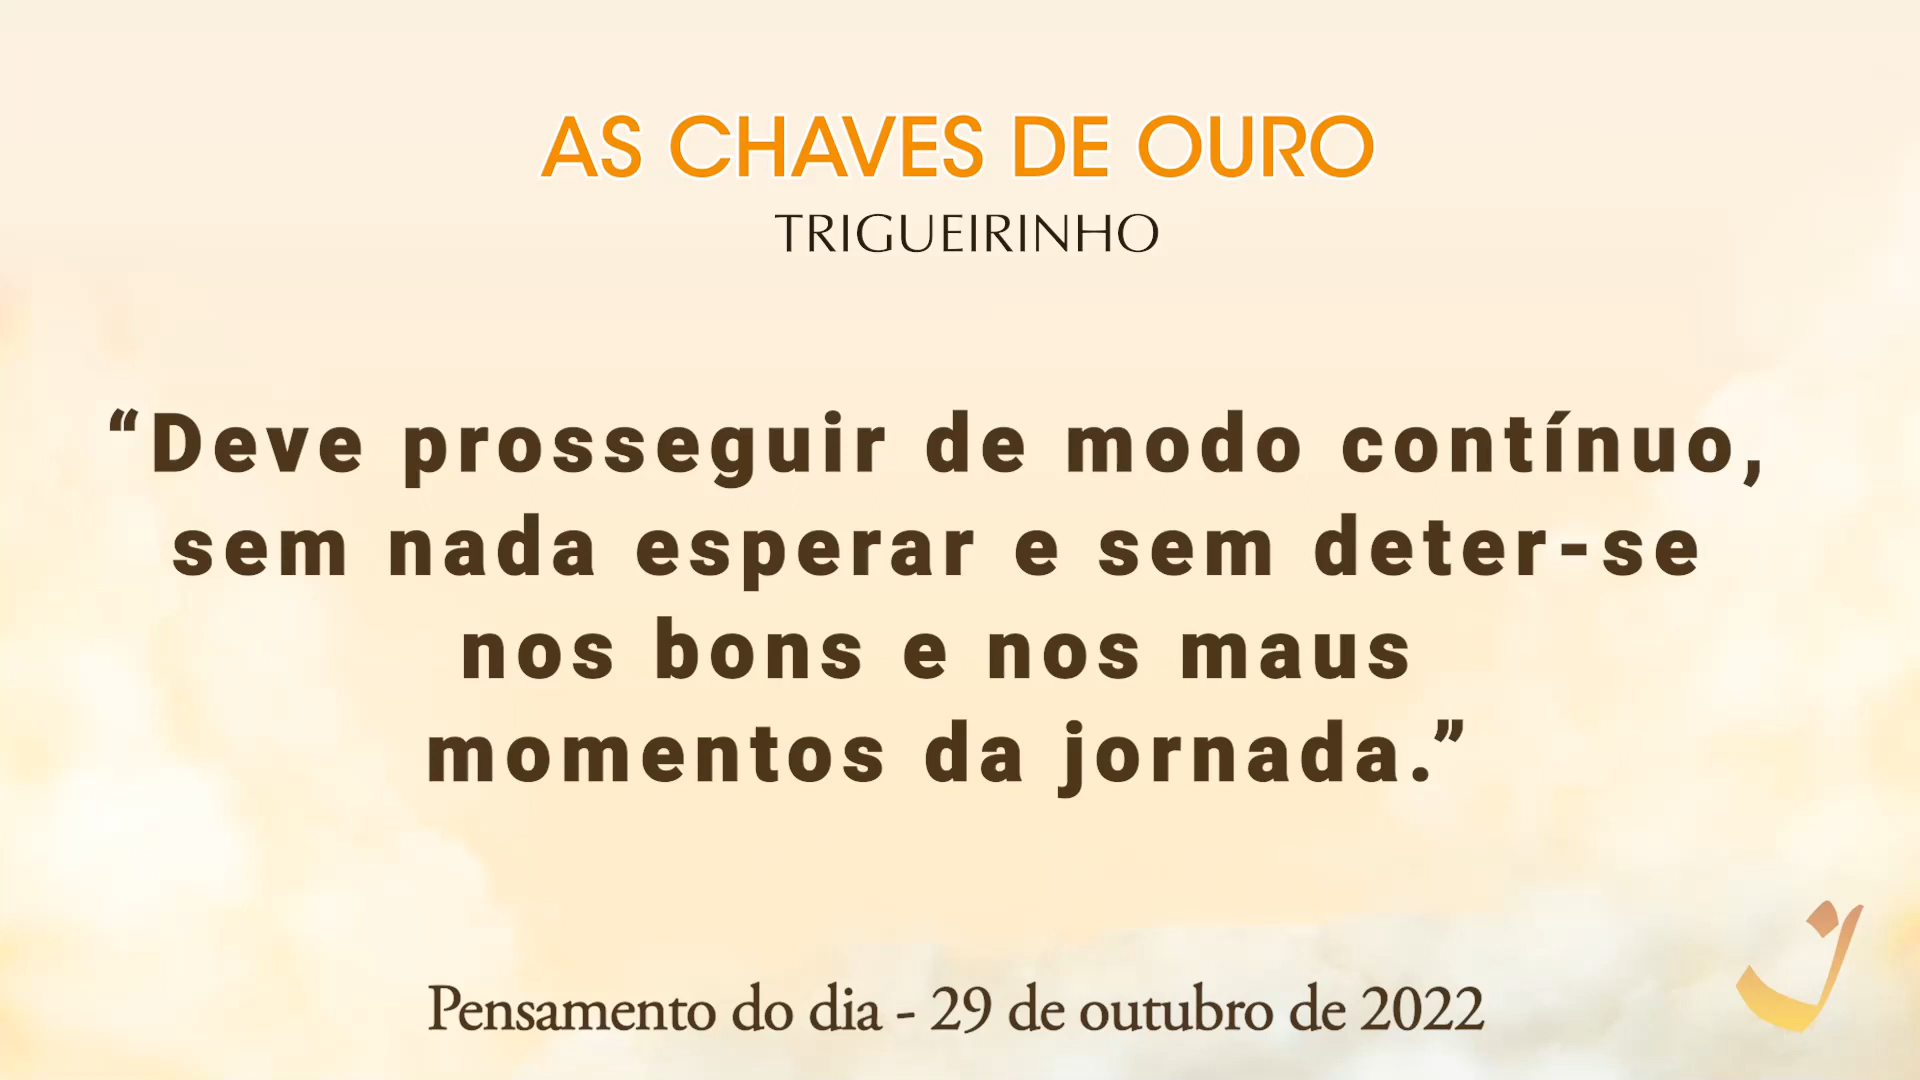 AS CHAVES DE OURO
TRIGUEIRINHO
“Deve prosseguir de modo contínuo,
sem nada esperar e sem deter-se
nos bons e nos maus
momentos da jornada.”
Pensamento do dia - 29 de outubro de 2022